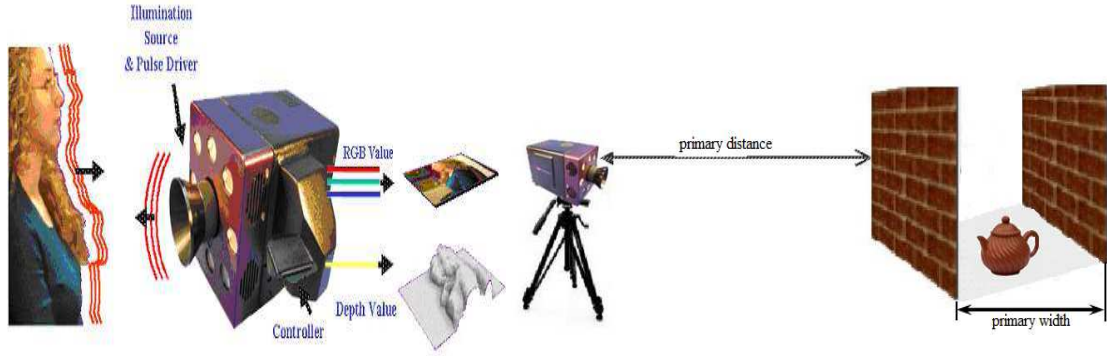 Illumination
Source
& Pulse Driver
RGB Value
primary distance
Depth Value
Controller
primary width